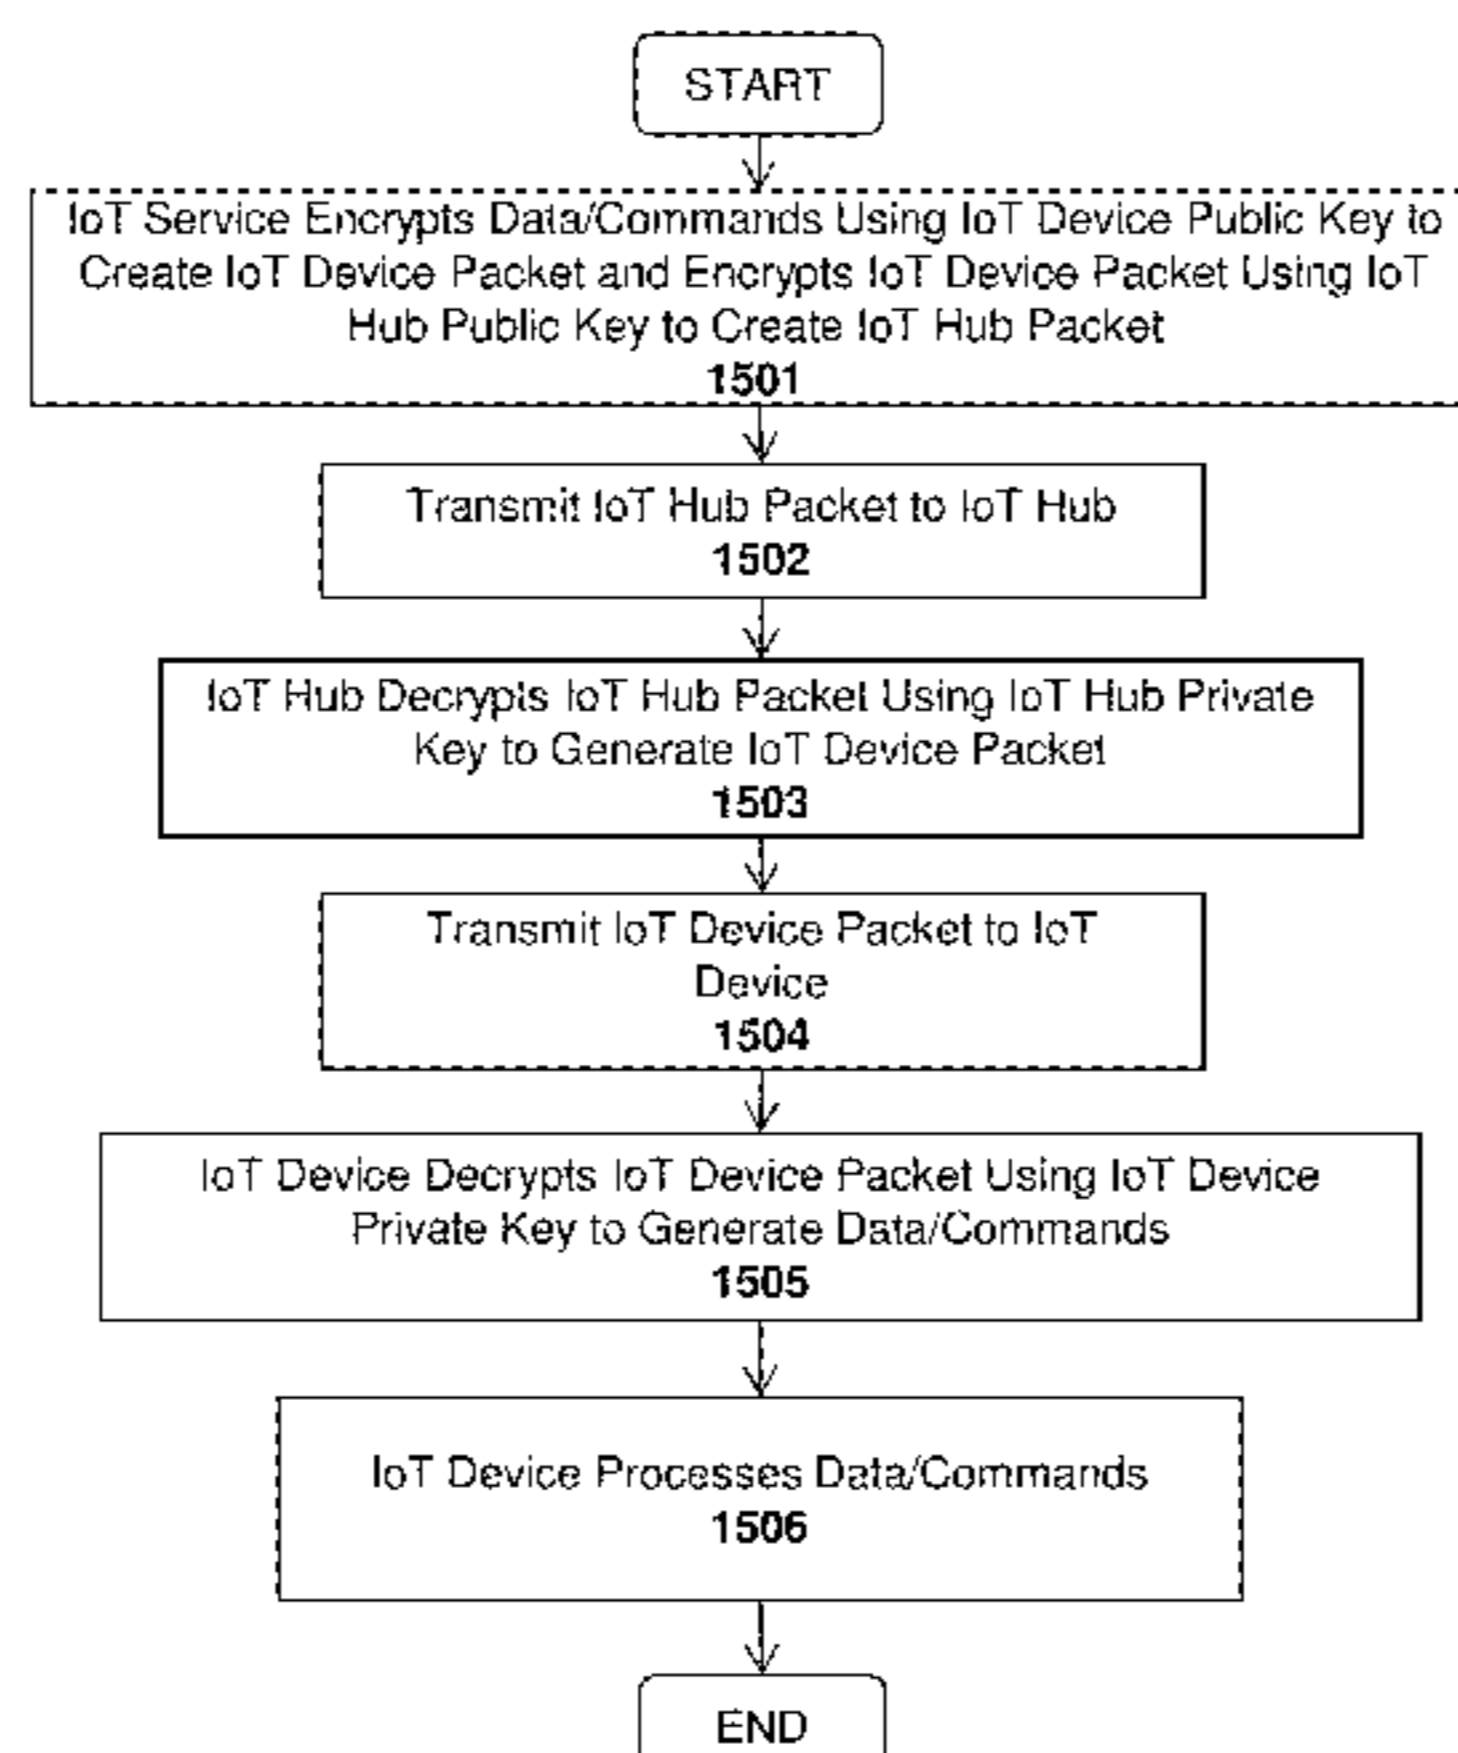 START
IoT Service Encrypts Data/Commands Using IoT Device Public Key to
Create IoT Device Packet and Encrypts IoT Device Packet Using IoT
Hub Public Key to Create IoT Hub Packet
1501
Transmit IoT Hub Packet to IoT Hub
1502
IoT Hub Decrypts IoT Hub Packet Using IoT Hub Private
Key to Generate IoT Device Packet
1503
Transmit IoT Device Packet to IoT
Device
1504
IoT Device Decrypts IoT Device Packet Using IoT Device
Private Key to Generate Data/Commands
1505
IoT Device Processes Data/Commands
1506
END